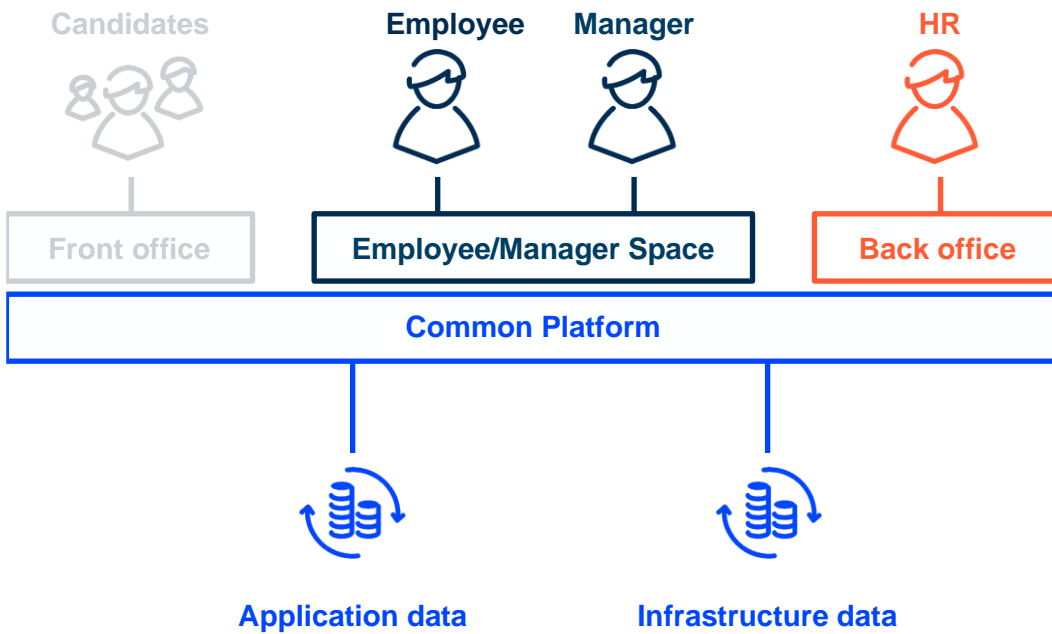 Candidates
Employee
Manager
HR
Front office
Employee/Manager Space
Back office
Common Platform
Application data
Infrastructure data